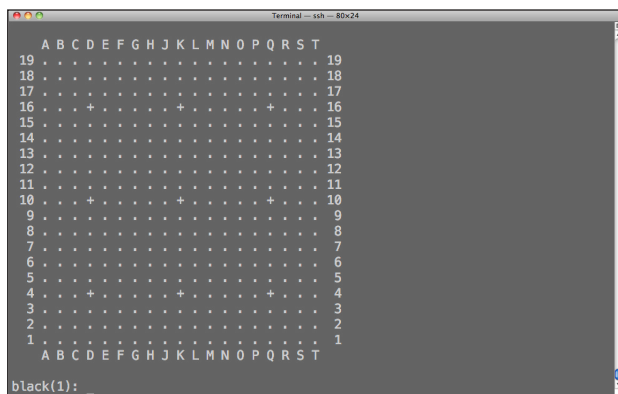 Terminal — ssh — 80×24
A B C D E F G H J K L M N O P Q R S T
19 . . . . . . . . . . . . . . . . . . . 19
18 . . . . . . . . . . . . . . . . . . . 18
17 . . . . . . . . . . . . . . . . . . . 17
16 . . . + . . . . . + . . . . . + . . . 16
15 . . . . . . . . . . . . . . . . . . . 15
14 . . . . . . . . . . . . . . . . . . . 14
13 . . . . . . . . . . . . . . . . . . . 13
12 . . . . . . . . . . . . . . . . . . . 12
11 . . . . . . . . . . . . . . . . . . . 11
10 . . . + . . . . . + . . . . . + . . . 10
9 . . . . . . . . . . . . . . . . . . . 9
8 . . . . . . . . . . . . . . . . . . . 8
7 . . . . . . . . . . . . . . . . . . . 7
6 . . . . . . . . . . . . . . . . . . . 6
5 . . . . . . . . . . . . . . . . . . . 5
4 . . . + . . . . . + . . . . . + . . . 4
3 . . . . . . . . . . . . . . . . . . . 3
2 . . . . . . . . . . . . . . . . . . . 2
1 . . . . . . . . . . . . . . . . . . . 1
A B C D E F G H J K L M N O P Q R S T
black(1): _